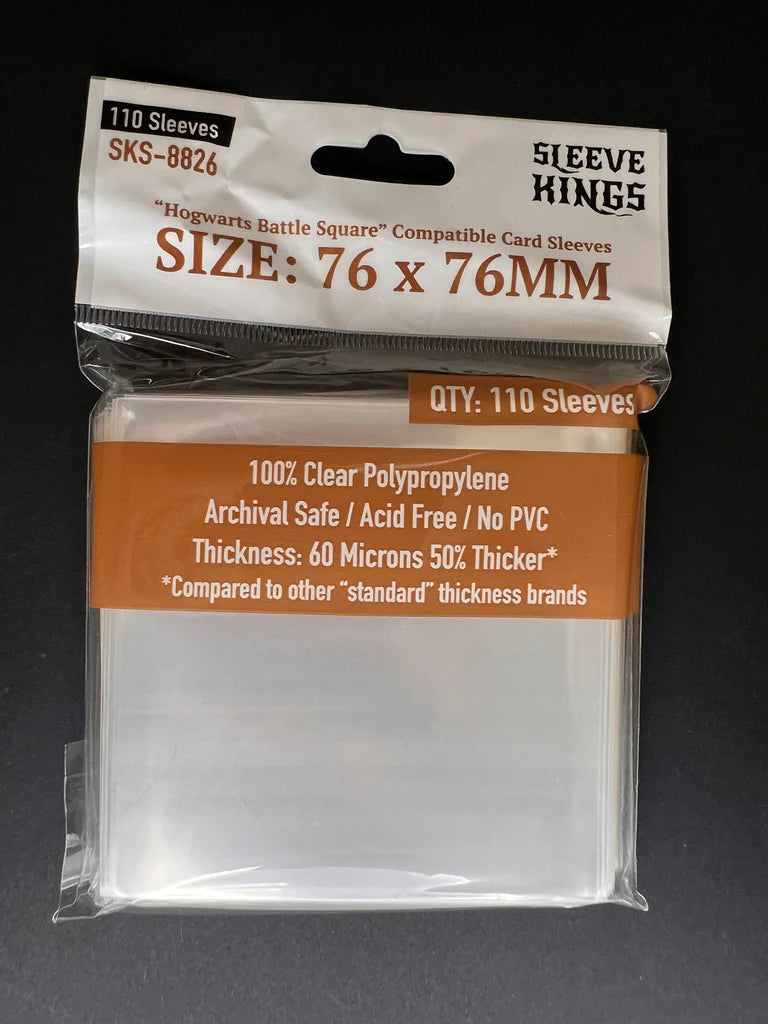 110 Sleeves
SKS-8826
SLEEVE
KINGS
"Hogwarts Battle Square" Compatible Card Sleeves
SIZE: 76 x 76MM
QTY: 110 Sleeves
100% Clear Polypropylene
Archival Safe / Acid Free / No PVC
Thickness: 60 Microns 50% Thicker*
*Compared to other “standard” thickness brands